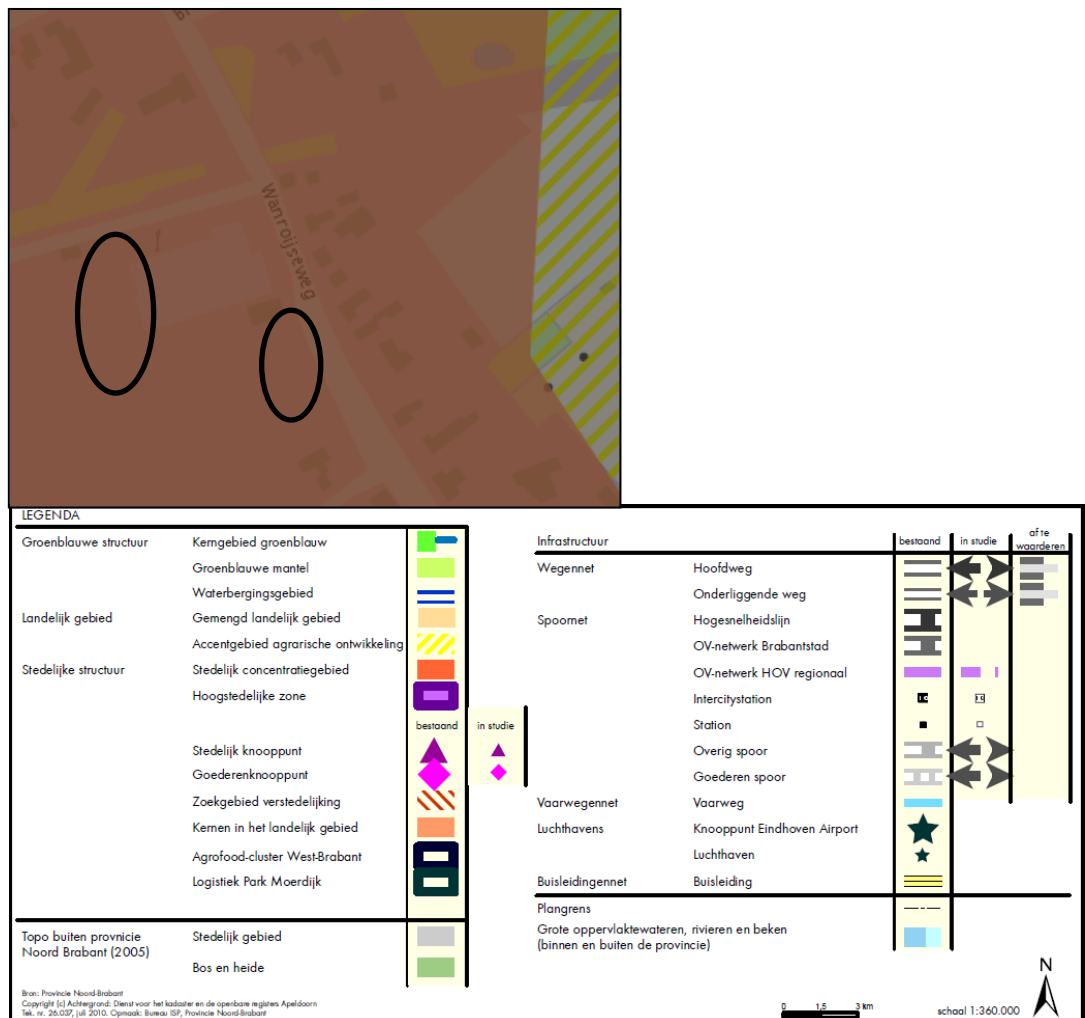 Wanroijseweg
LEGENDA
Groenblauwe structuur Kerngebied groenblauw
Groenblauwe mantel
Waterbergingsgebied
Landelijk gebied Gemengd landelijk gebied
Accentgebied agrarische ontwikkeling
Stedelijke structuur Stedelijk concentratiegebied
Hoogstedelijke zone
bestaand in studie
Stedelijk knooppunt
Goederenknooppunt
Zoekgebied verstedelijking
Kernen in het landelijk gebied
Agrofood-cluster West-Brabant
Logistiek Park Moerdijk
Topo buiten provnicie Stedelijk gebied
Noord Brabant (2005)
Bos en heide
Bron: Provincie Noord-Brabant
Copyright (c) Achtergrond: Dienst voor het kadaster en de openbare registers Apeldoorn
Tek. nr. 26.037, juli 2010. Opmaak: Bureau ISP, Provincie Noord-Brabant
Infrastructuur bestaand in studie af te
waarderen
Wegennet Hoofdweg
Onderliggende weg
Spoornet Hogesnelheidslijn
OV-netwerk Brabantstad
OV-netwerk HOV regionaal
Intercitystation
Station
Overig spoor
Goederen spoor
Vaarwegennet Vaarweg
Luchthavens Knooppunt Eindhoven Airport
Luchthaven
Buisleidingennet Buisleiding
Plangrens
Grote oppervlaktewateren, rivieren en beken
(binnen en buiten de provincie)
N
0 1,5 3 km
schaal 1:360.000